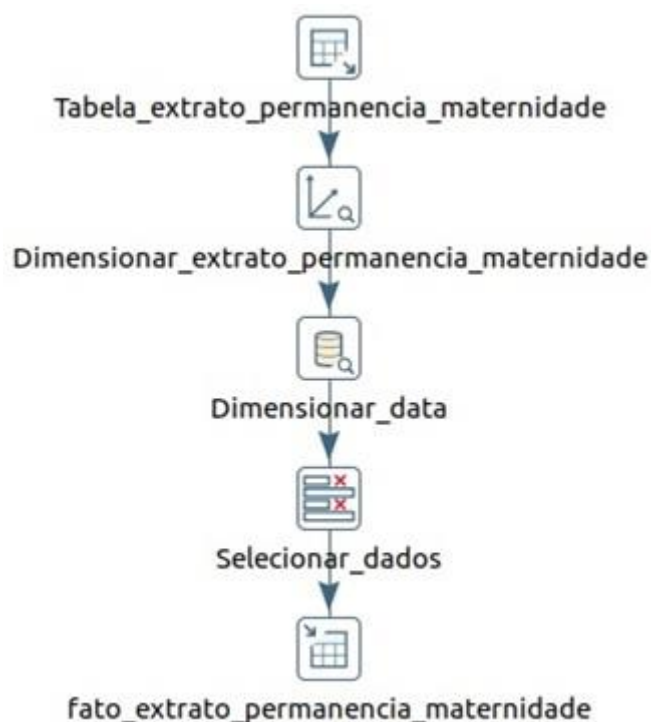 Tabela_extrato_permanencia_maternidade
Dimensionar_extrato_permanencia_maternidade
Dimensionar_data
Selecionar_dados
fato_extrato_permanencia_maternidade